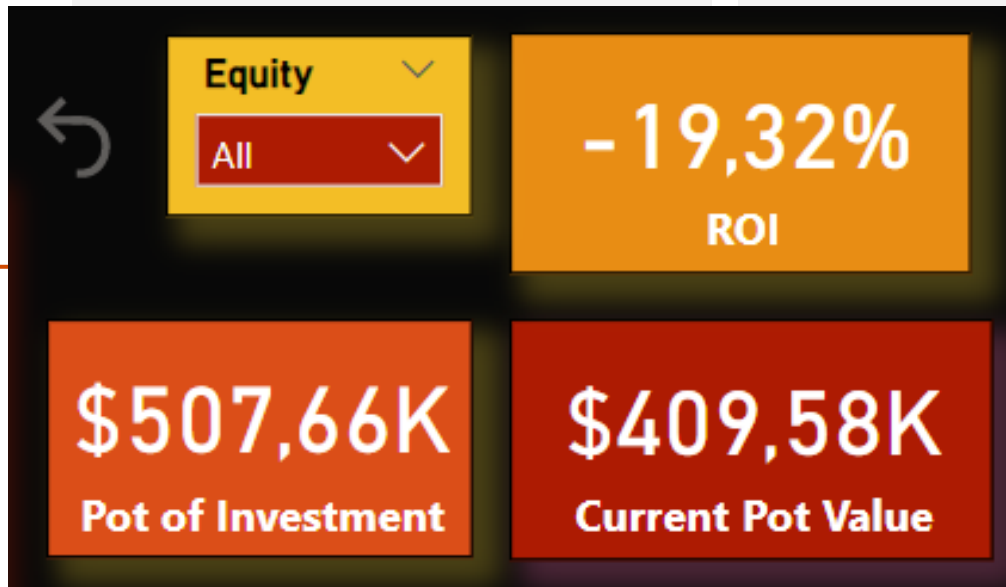 Equity
All
-19,32%
ROI
$507,66K
Pot of Investment
$409,58K
Current Pot Value